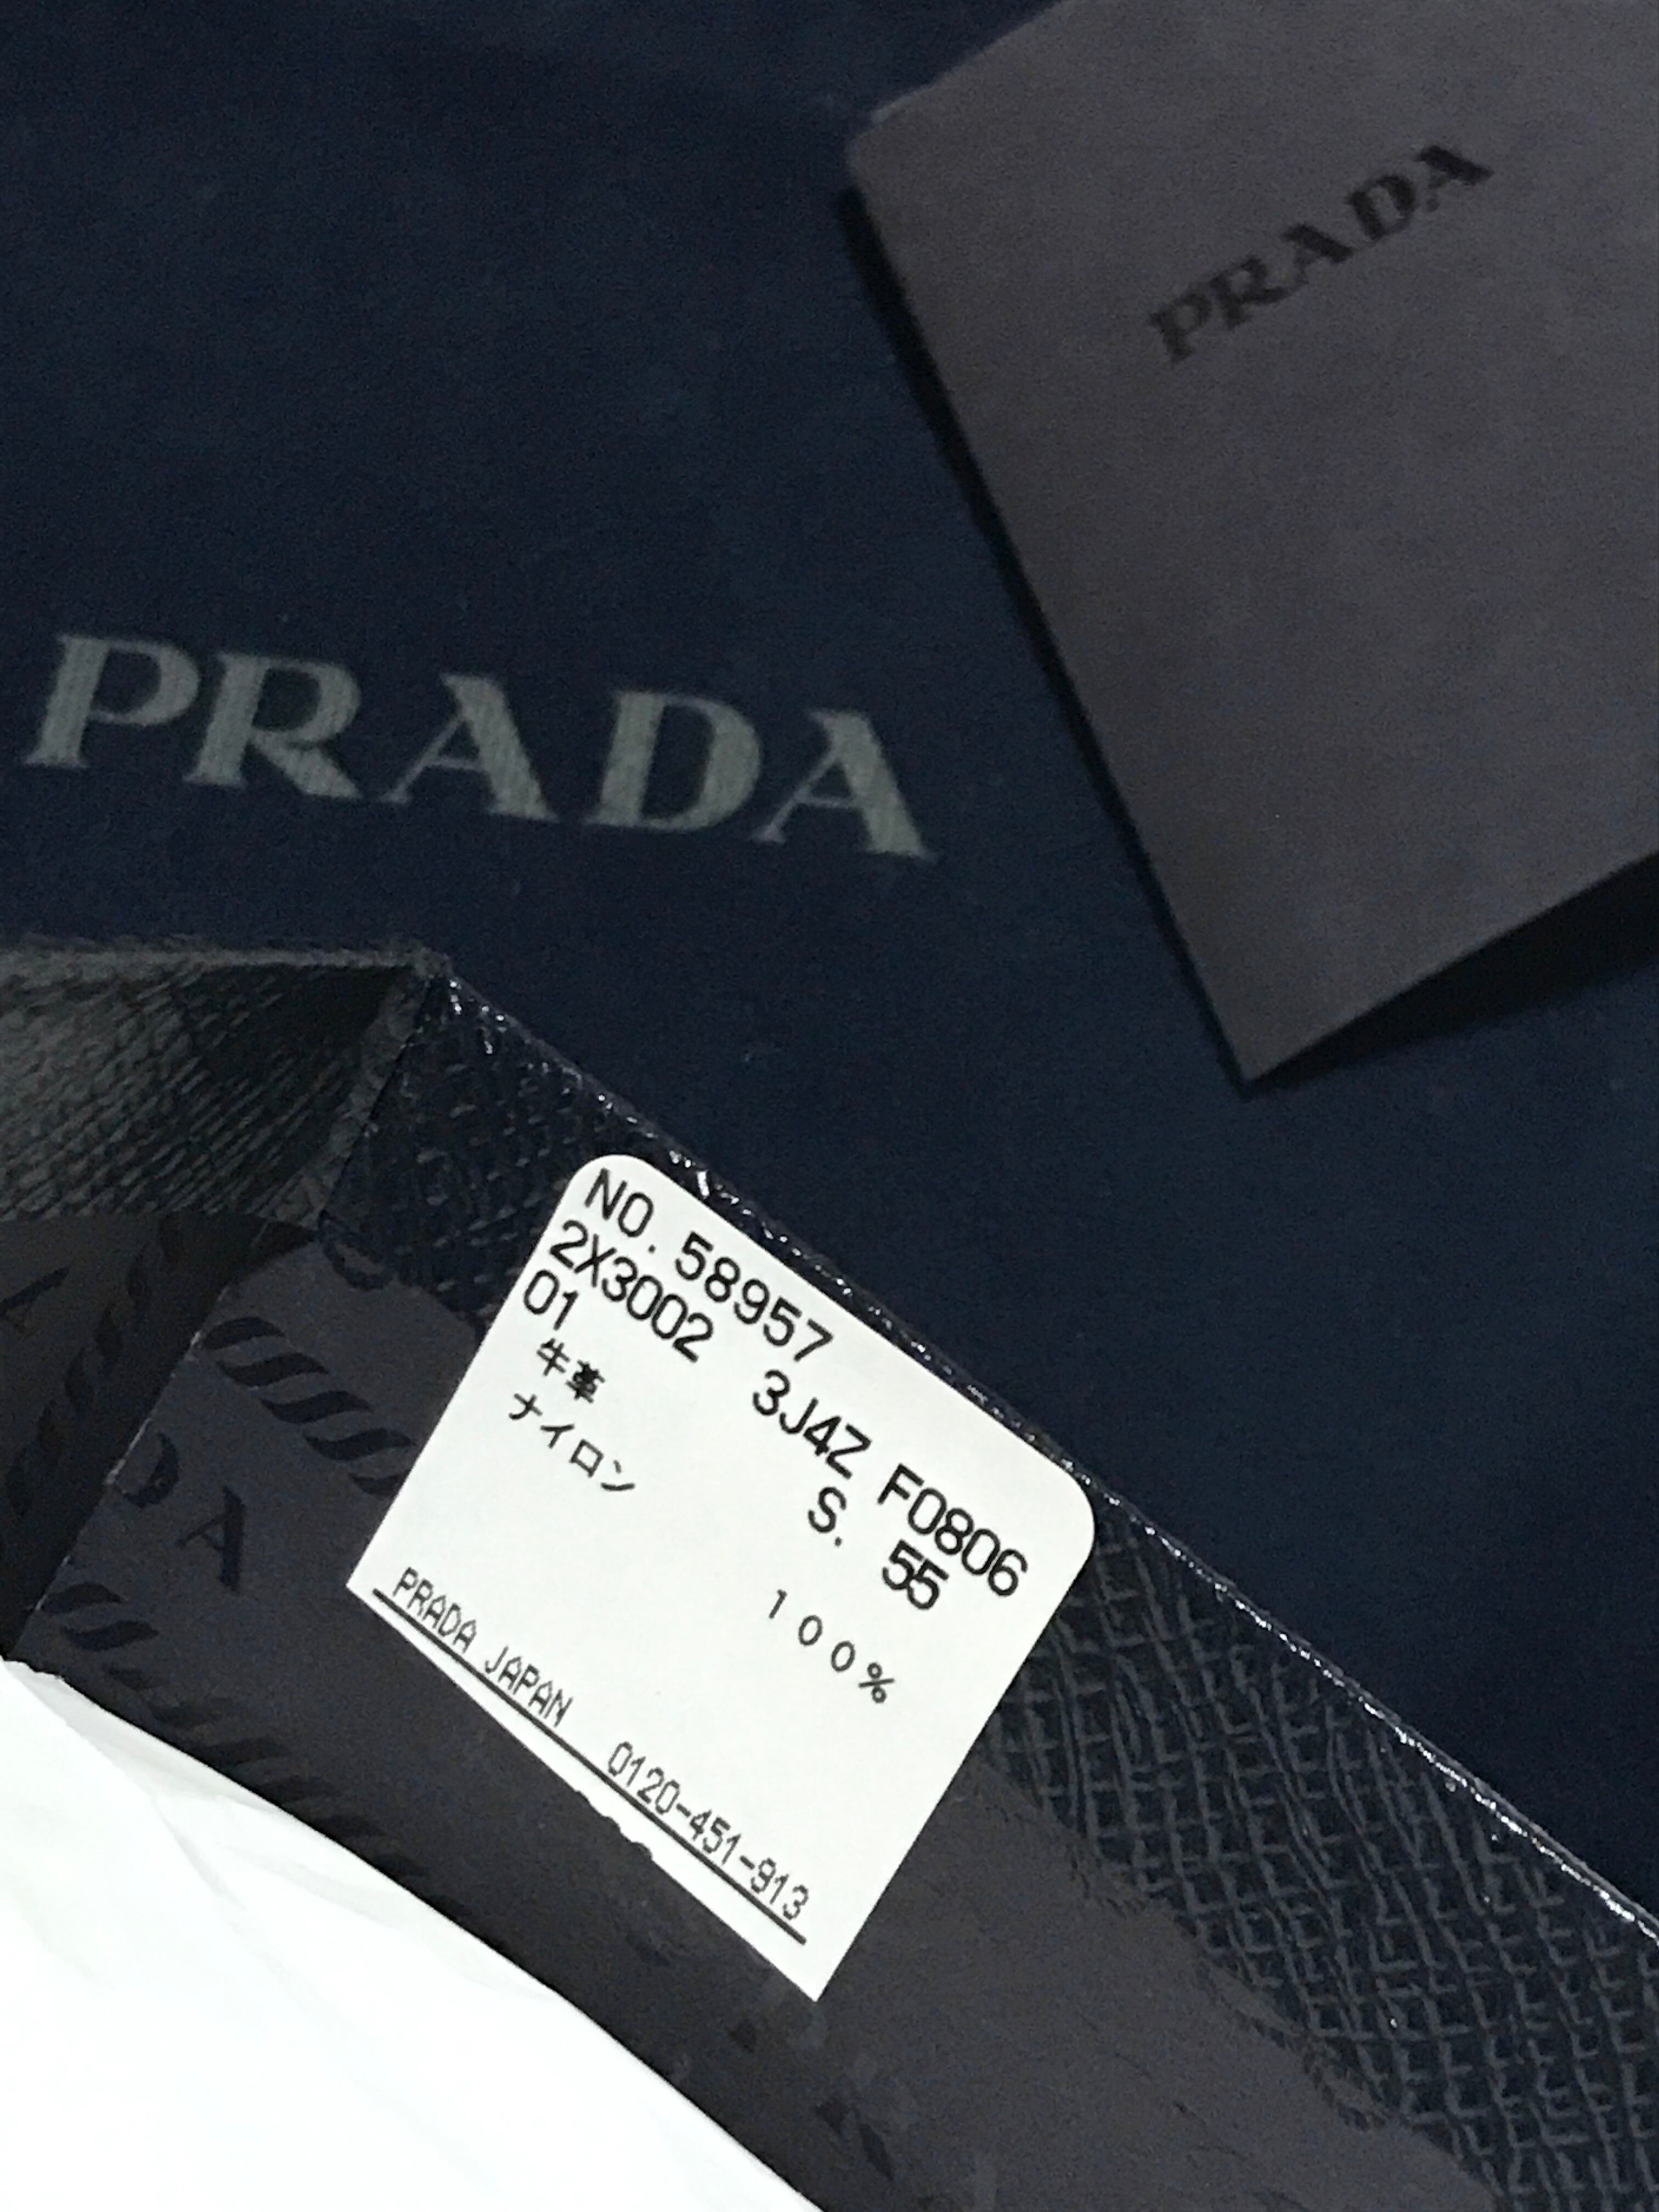 PRADA
PRADA
NO. 58957
2X3002 3J4Z F0806
01 S. 55
牛革
ナイロン 100%
PRADA JAPAN 0120-451-913